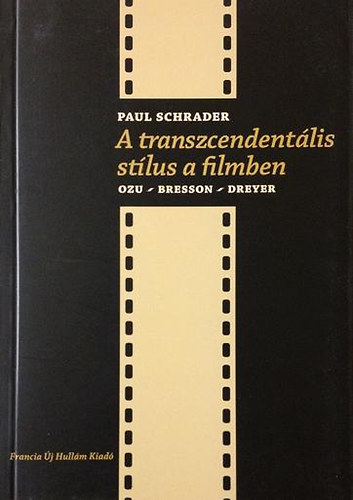 PAUL SCHRADER
A transzcendentális
stílus a filmben
OZU - BRESSON - DREYER
Francia Új Hullám Kiadó